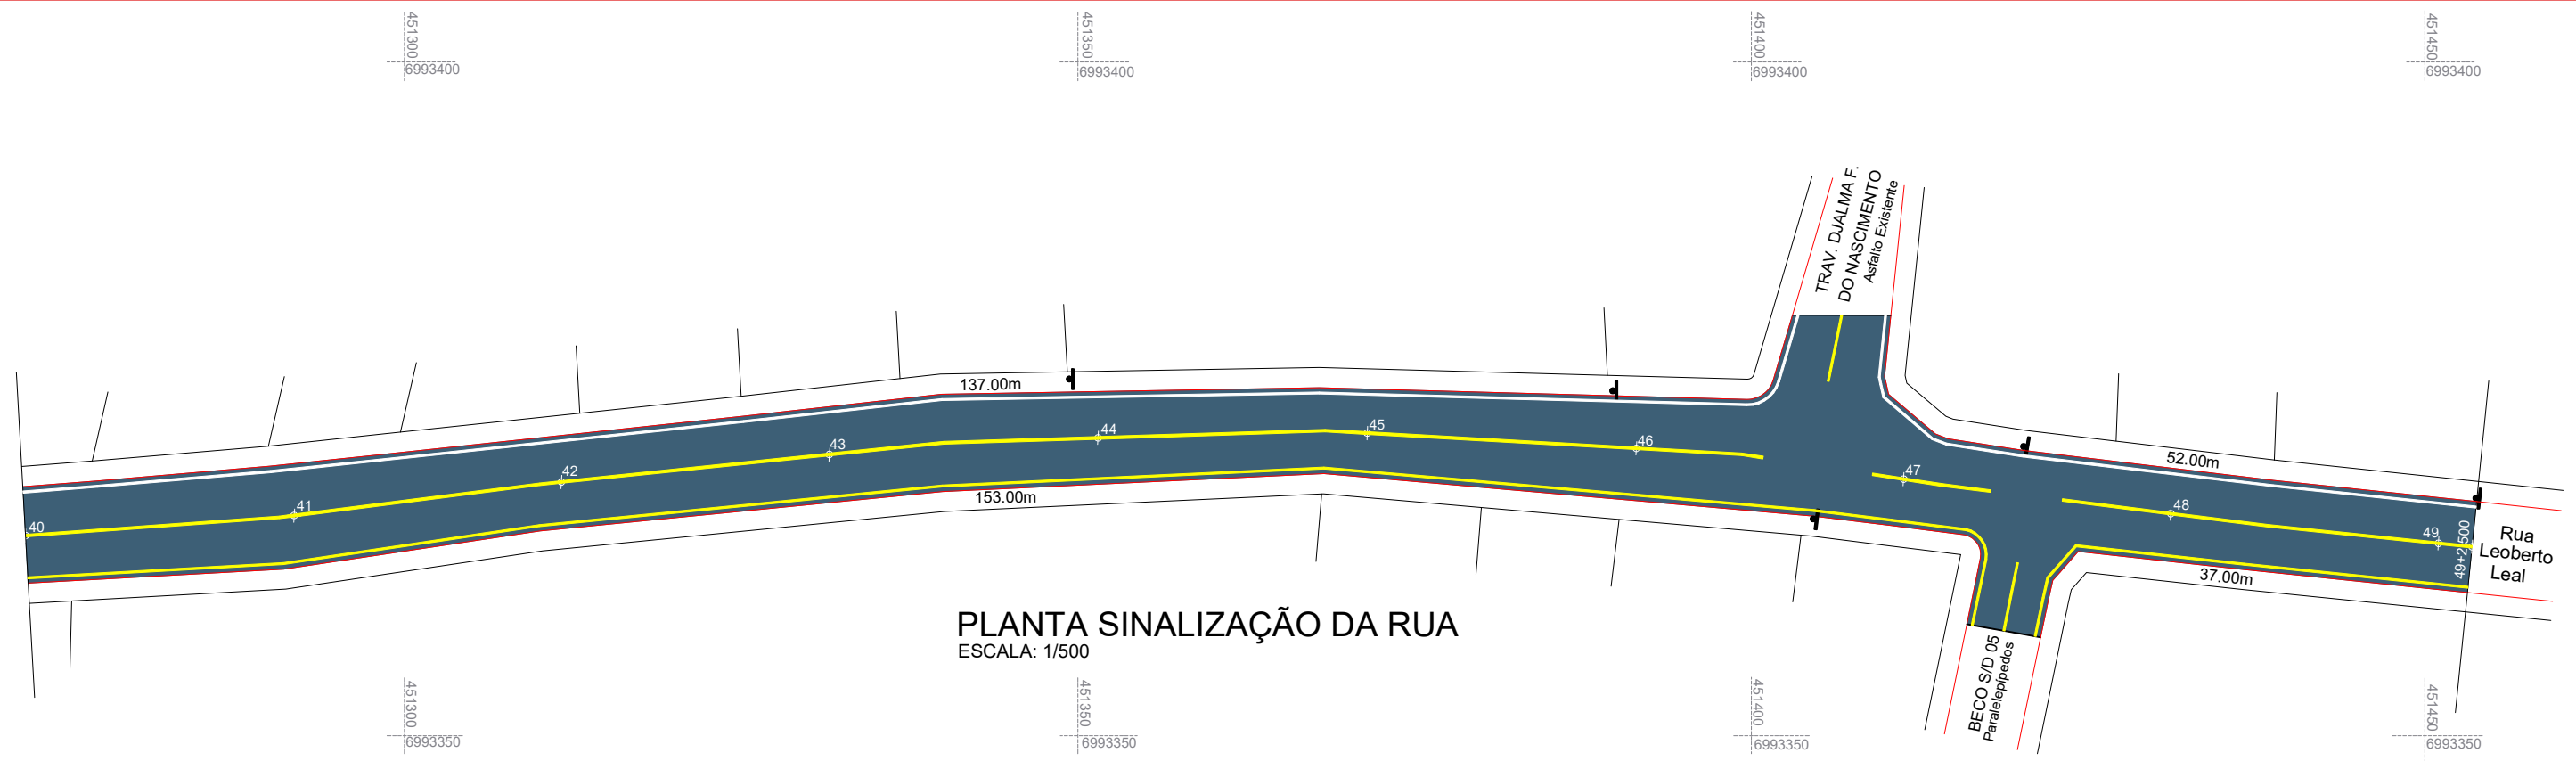 451300
6993400
451350
6993400
451400
6993400
451450
6993400
TRAV. DJALMA F.
DO NASCIMENTO
Asfalto Existente
137.00m
153.00m
52.00m
37.00m
40
41
42
43
44
45
46
47
48
49
49+2.500
Rua
Leoberto
Leal
PLANTA SINALIZAÇÃO DA RUA
ESCALA: 1/500
BECO S/D 05
Paralelepípedos
451300
6993350
451350
6993350
451400
6993350
451450
6993350